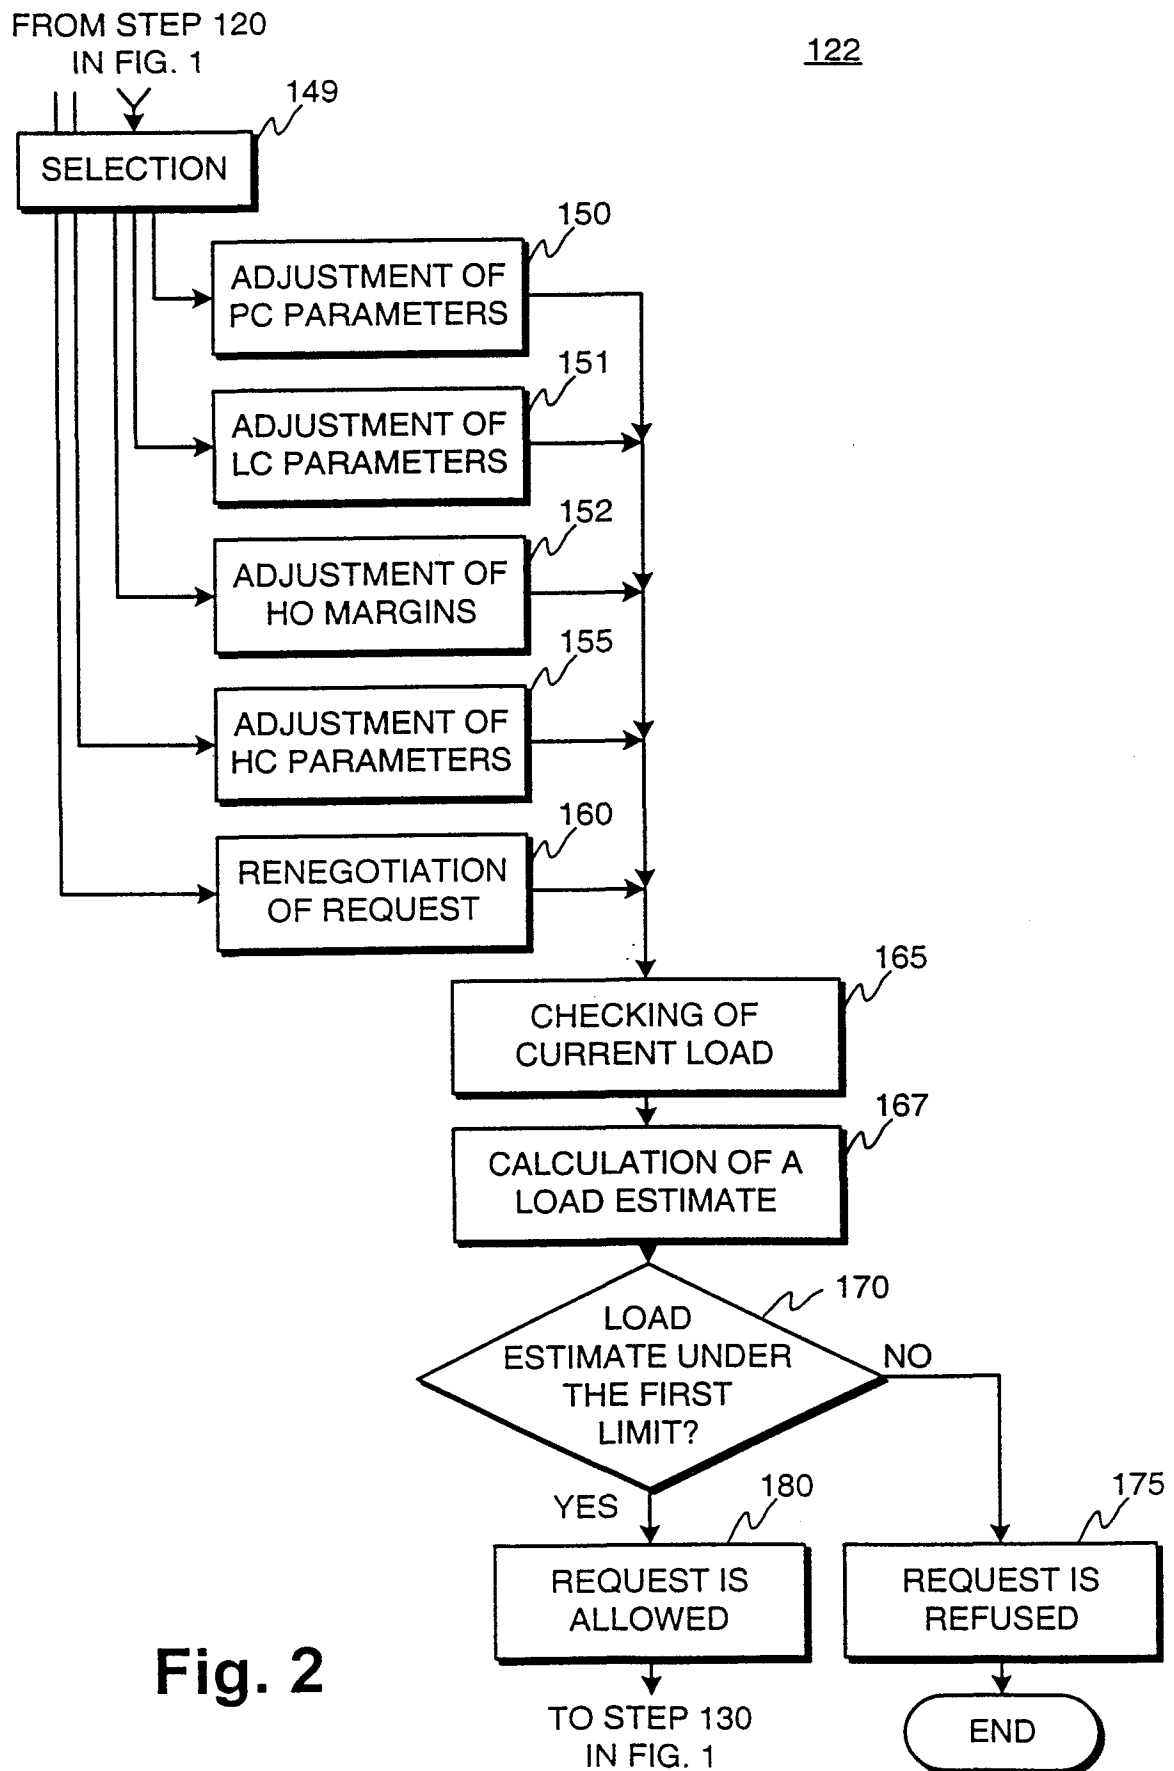 FROM STEP 120
IN FIG. 1
122
149
SELECTION
150
ADJUSTMENT OF
PC PARAMETERS
151
ADJUSTMENT OF
LC PARAMETERS
152
ADJUSTMENT OF
HO MARGINS
155
ADJUSTMENT OF
HC PARAMETERS
160
RENEGOTIATION
OF REQUEST
165
CHECKING OF
CURRENT LOAD
167
CALCULATION OF A
LOAD ESTIMATE
170
LOAD
ESTIMATE UNDER
THE FIRST
LIMIT?
NO
YES
180
175
REQUEST IS
ALLOWED
REQUEST IS
REFUSED
TO STEP 130
IN FIG. 1
END
Fig. 2